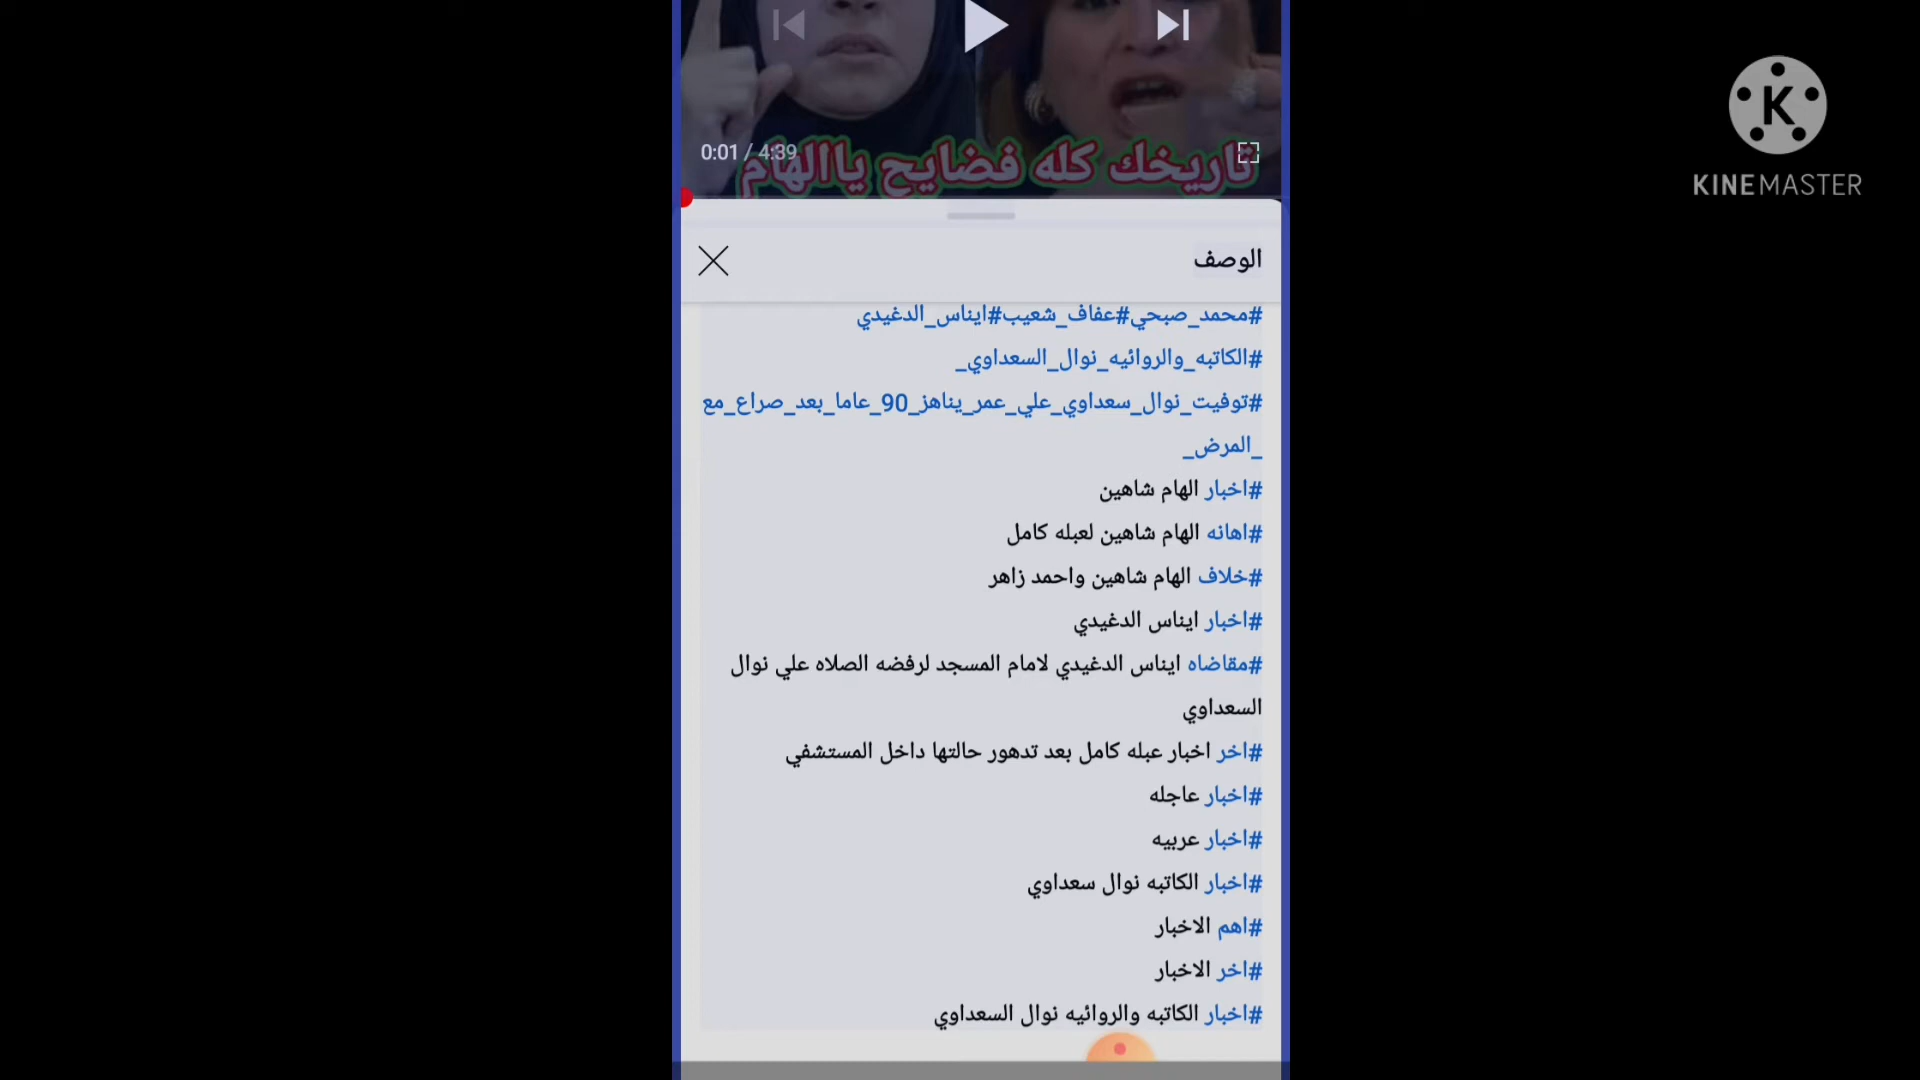 KINEMASTER
0:01 / 4:39
تاريخك كله فضايح ياالهام
الوصف
#محمد_صبحي#عفاف_شعيب#ايناس_الدغيدي
#الكاتبه_والروائيه_نوال_السعداوي_
#توفيت_نوال_سعداوي_علي_عمر_يناهز_90_عاما_بعد_صراع_مع
_المرض_
#اخبار الهام شاهين
#اهانه الهام شاهين لعبله كامل
#خلاف الهام شاهين واحمد زاهر
#اخبار ايناس الدغيدي
#مقاضاه ايناس الدغيدي لامام المسجد لرفضه الصلاه علي نوال
السعداوي
#اخر اخبار عبله كامل بعد تدهور حالتها داخل المستشفي
#اخبار عاجله
#اخبار عربيه
#اخبار الكاتبه نوال سعداوي
#اهم الاخبار
#اخر الاخبار
#اخبار الكاتبه والروائيه نوال السعداوي